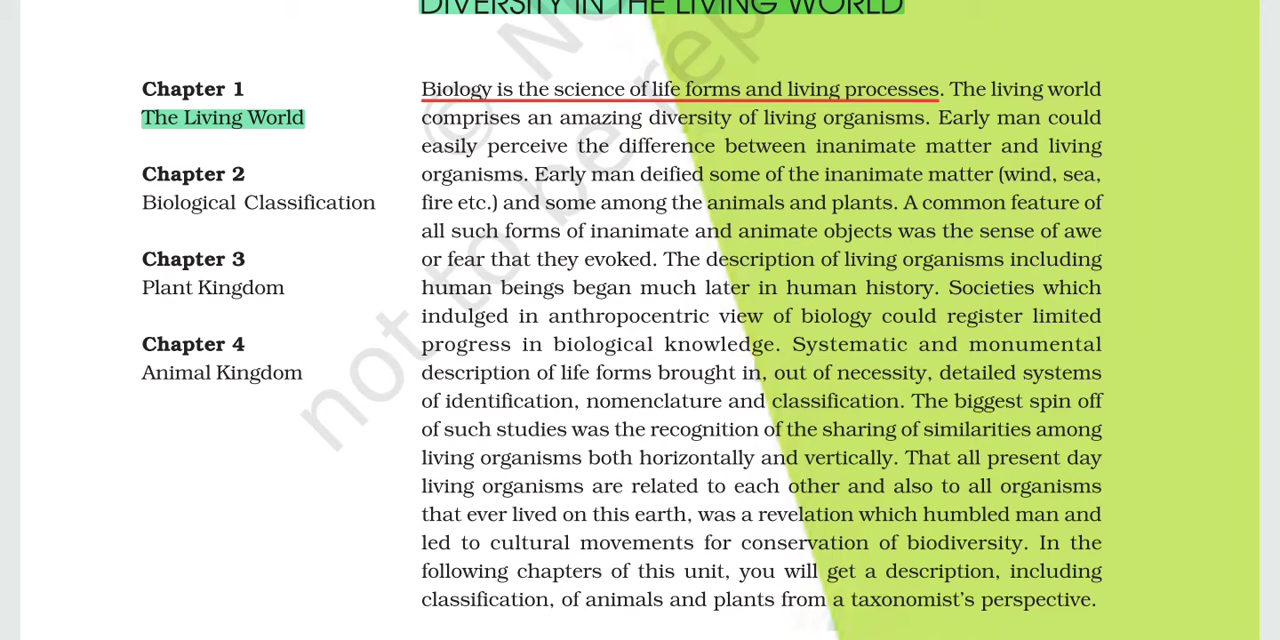 DIVERSITY IN THE LIVING WORLD
Chapter 1
The Living World
Chapter 2
Biological Classification
Chapter 3
Plant Kingdom
Chapter 4
Animal Kingdom
Biology is the science of life forms and living processes. The living world
comprises an amazing diversity of living organisms. Early man could
easily perceive the difference between inanimate matter and living
organisms. Early man deified some of the inanimate matter (wind, sea,
fire etc.) and some among the animals and plants. A common feature of
all such forms of inanimate and animate objects was the sense of awe
or fear that they evoked. The description of living organisms including
human beings began much later in human history. Societies which
indulged in anthropocentric view of biology could register limited
progress in biological knowledge. Systematic and monumental
description of life forms brought in, out of necessity, detailed systems
of identification, nomenclature and classification. The biggest spin off
of such studies was the recognition of the sharing of similarities among
living organisms both horizontally and vertically. That all present day
living organisms are related to each other and also to all organisms
that ever lived on this earth, was a revelation which humbled man and
led to cultural movements for conservation of biodiversity. In the
following chapters of this unit, you will get a description, including
classification, of animals and plants from a taxonomist's perspective.
© N
not to be rep